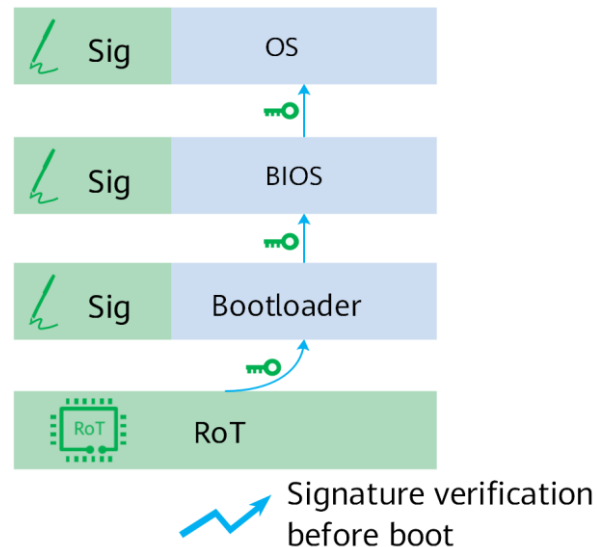 Sig OS
Sig BIOS
Sig Bootloader
RoT RoT
Signature verification
before boot